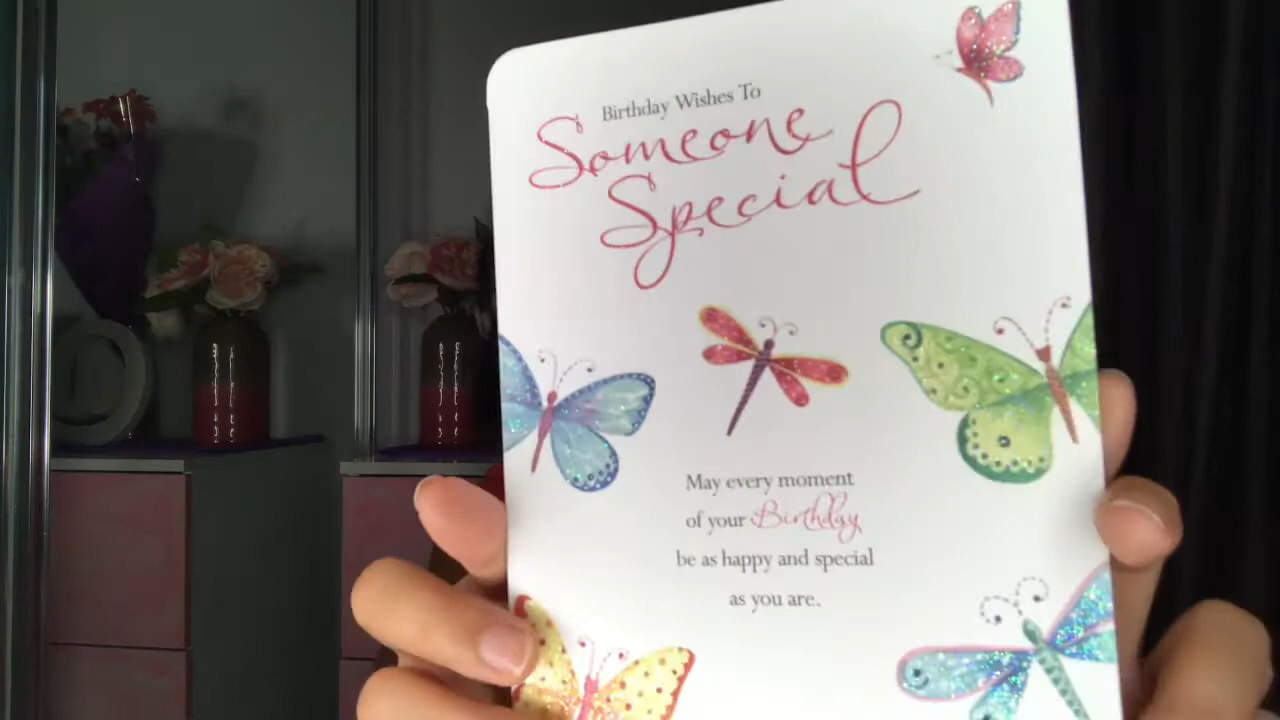 Birthday Wishes To
Someone
Special
May every moment
of your Birthday
be as happy and special
as you are.